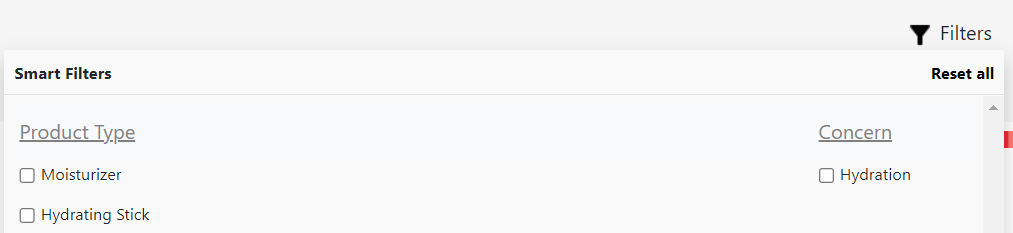 Filters
Smart Filters Reset all
Product Type Concern
Moisturizer Hydration
Hydrating Stick